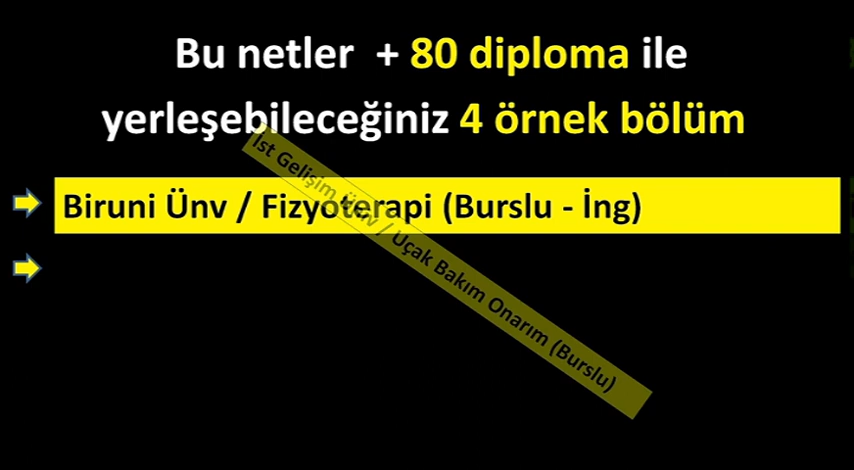 Bu netler + 80 diploma ile
yerleşebileceğiniz 4 örnek bölüm
Biruni Ünv / Fizyoterapi (Burslu - İng)
İst Gelişim Ünv / Uçak Bakım Onarım (Burslu)